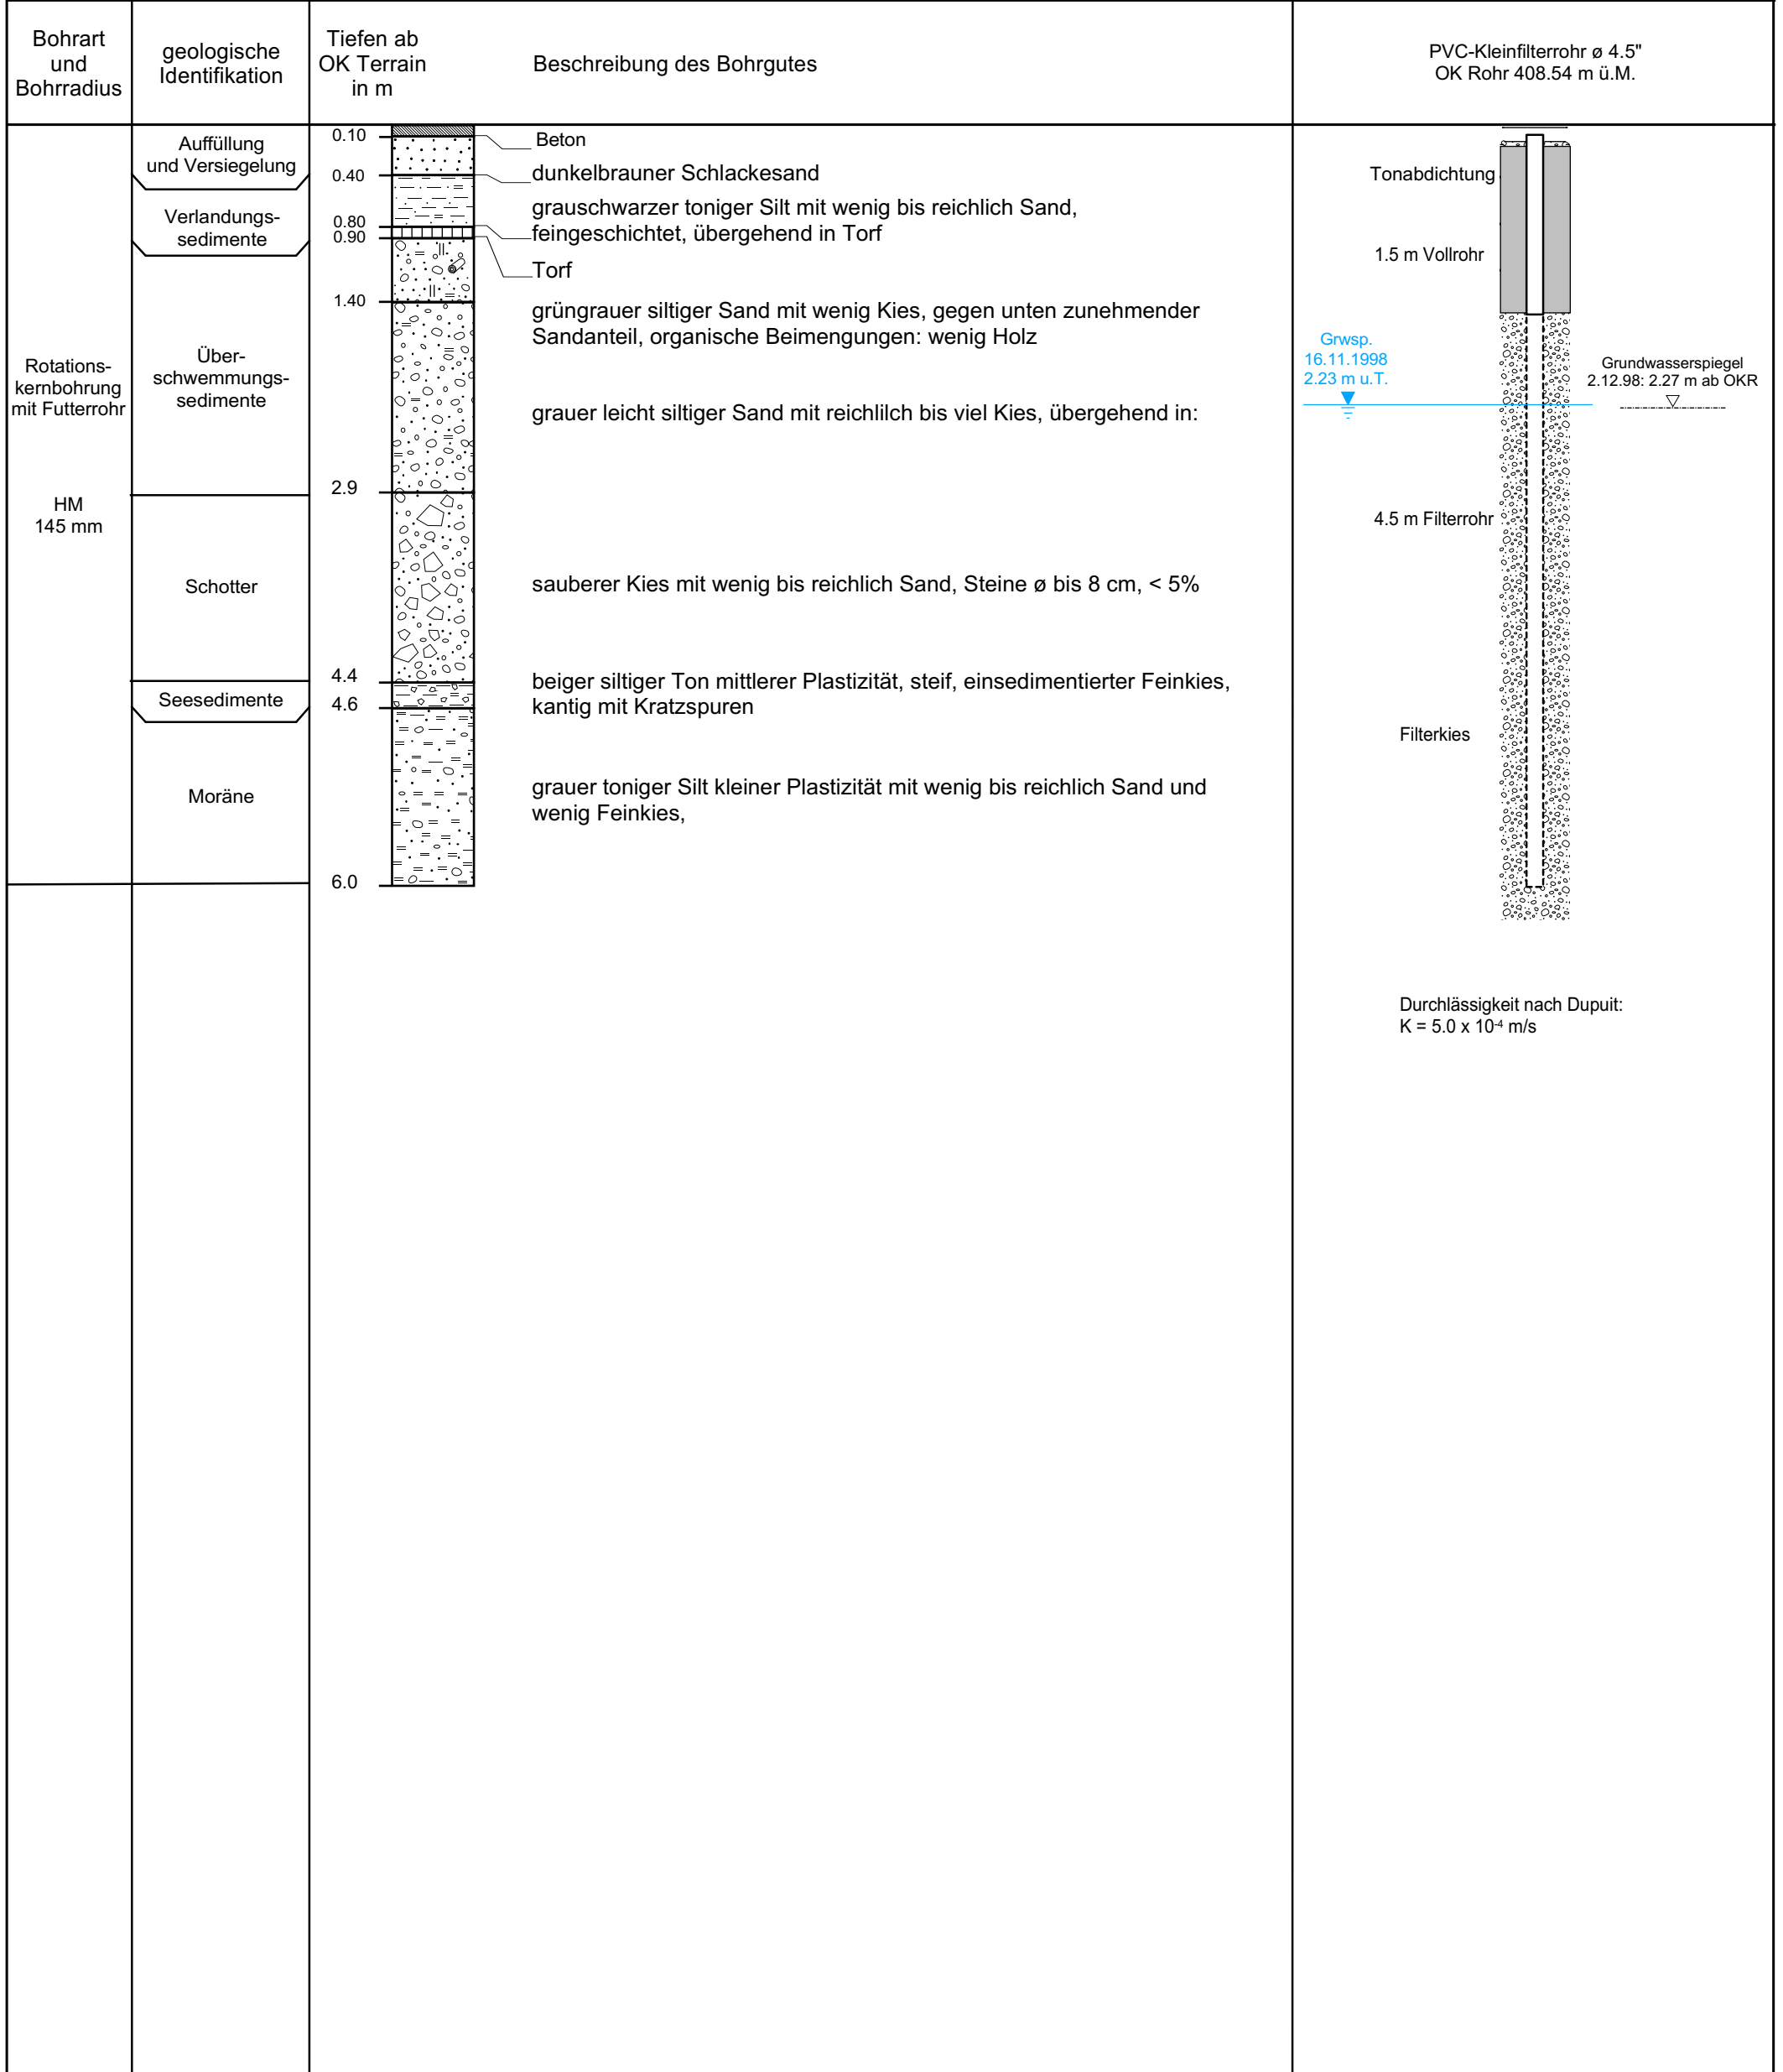 Bohrart
und
Bohrradius
geologische
Identifikation
Tiefen ab
OK Terrain
in m
Beschreibung des Bohrgutes
PVC-Kleinfilterrohr ø 4.5"
OK Rohr 408.54 m ü.M.
Rotations-
kernbohrung
mit Futterrohr
HM
145 mm
Auffüllung
und Versiegelung
Verlandungs-
sedimente
Über-
schwemmungs-
sedimente
Schotter
Seesedimente
Moräne
0.10
0.40
0.80
0.90
1.40
2.9
4.4
4.6
6.0
Beton
dunkelbrauner Schlackesand
grauschwarzer toniger Silt mit wenig bis reichlich Sand,
feingeschichtet, übergehend in Torf
Torf
grüngrauer siltiger Sand mit wenig Kies, gegen unten zunehmender
Sandanteil, organische Beimengungen: wenig Holz
grauer leicht siltiger Sand mit reichlilch bis viel Kies, übergehend in:
sauberer Kies mit wenig bis reichlich Sand, Steine ø bis 8 cm, < 5%
beiger siltiger Ton mittlerer Plastizität, steif, einsedimentierter Feinkies,
kantig mit Kratzspuren
grauer toniger Silt kleiner Plastizität mit wenig bis reichlich Sand und
wenig Feinkies,
Tonabdichtung
1.5 m Vollrohr
Grwsp.
16.11.1998
2.23 m u.T.
Grundwasserspiegel
2.12.98: 2.27 m ab OKR
4.5 m Filterrohr
Filterkies
Durchlässigkeit nach Dupuit:
K = 5.0 x 10⁻⁴ m/s